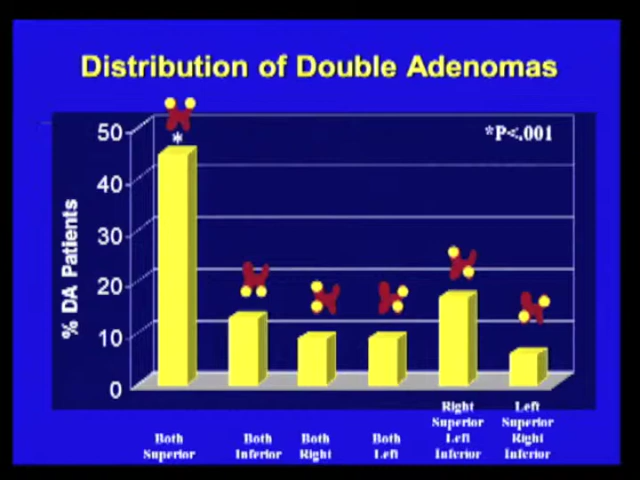 Distribution of Double Adenomas
*P<.001
*
% DA Patients
50
40
30
20
10
0
Both
Superior
Both
Inferior
Both
Right
Both
Left
Right
Superior
Left
Inferior
Left
Superior
Right
Inferior